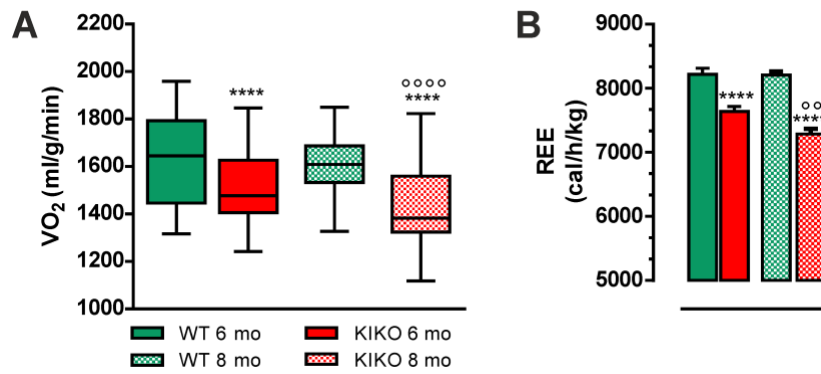 A
VO₂ (ml/g/min)
2200
2000
1800
1600
1400
1200
1000
****
°°°°
****
WT 6 mo
KIKO 6 mo
WT 8 mo
KIKO 8 mo
B
REE
(cal/h/kg)
9000
8000
7000
6000
5000
****
°°
****